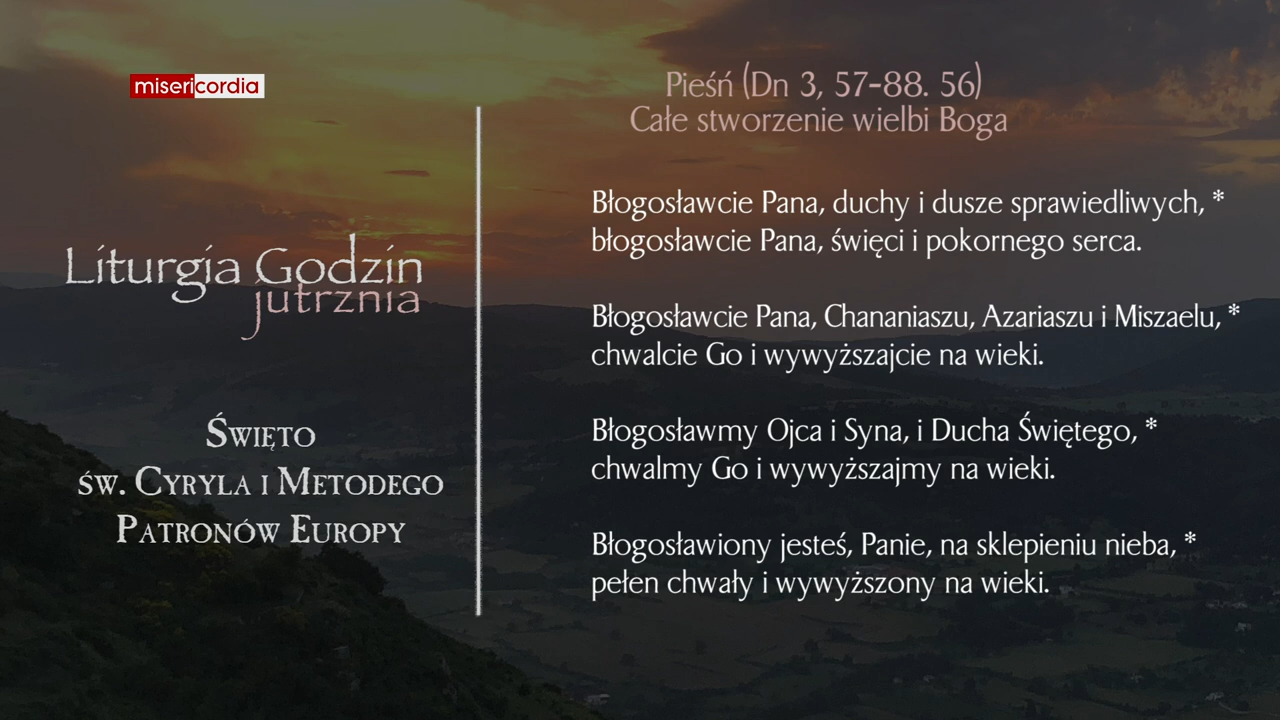 misericordia
Liturgia Godzin
jutrznia
Święto
św. Cyryla i Metodego
Patronów Europy
Pieśń (Dn 3, 57-88. 56)
Całe stworzenie wielbi Boga
Błogosławcie Pana, duchy i dusze sprawiedliwych, *
błogosławcie Pana, święci i pokornego serca.
Błogosławcie Pana, Chananiaszu, Azariaszu i Miszaelu, *
chwalcie Go i wywyższajcie na wieki.
Błogosławmy Ojca i Syna, i Ducha Świętego, *
chwalmy Go i wywyższajmy na wieki.
Błogosławiony jesteś, Panie, na sklepieniu nieba, *
pełen chwały i wywyższony na wieki.